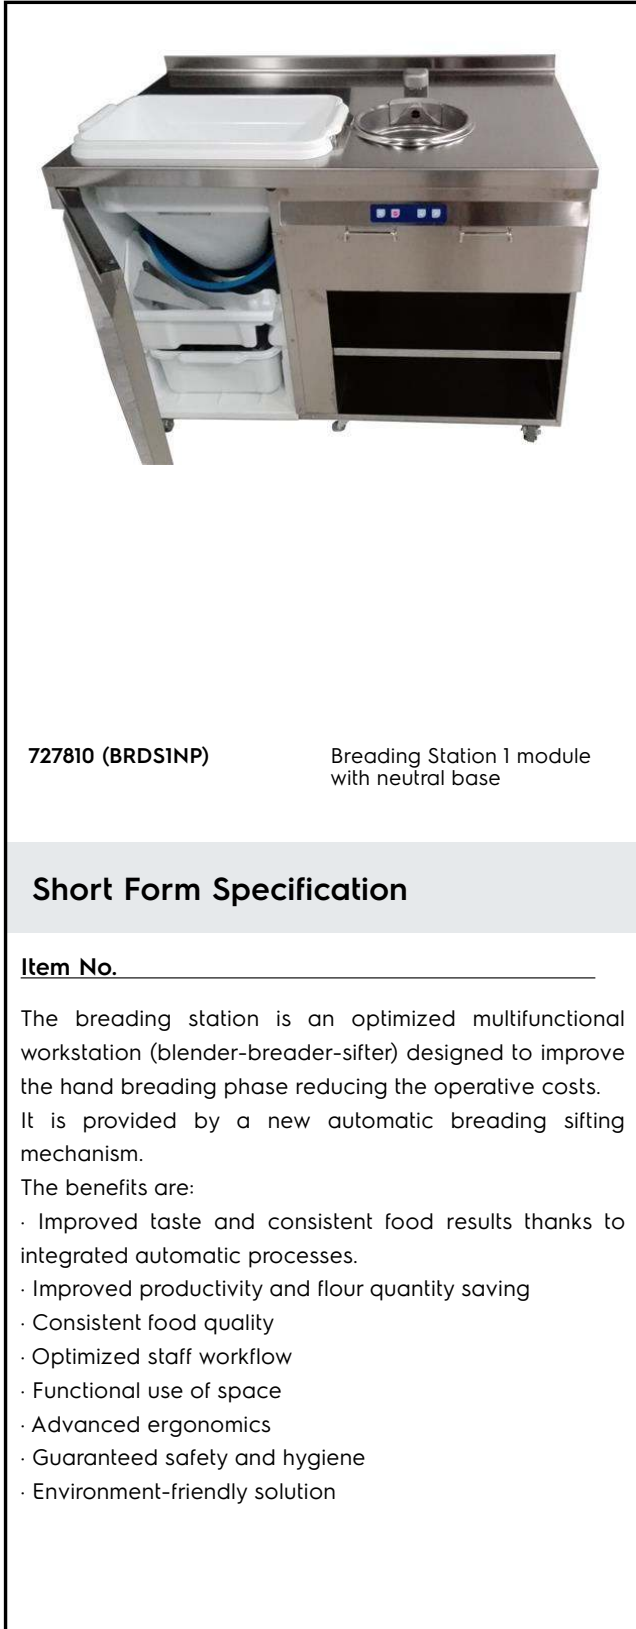 727810 (BRDS1NP)
Breading Station 1 module
with neutral base
Short Form Specification
Item No.
The breading station is an optimized multifunctional
workstation (blender-breader-sifter) designed to improve
the hand breading phase reducing the operative costs.
It is provided by a new automatic breading sifting
mechanism.
The benefits are:
· Improved taste and consistent food results thanks to
integrated automatic processes.
· Improved productivity and flour quantity saving
· Consistent food quality
· Optimized staff workflow
· Functional use of space
· Advanced ergonomics
· Guaranteed safety and hygiene
· Environment-friendly solution